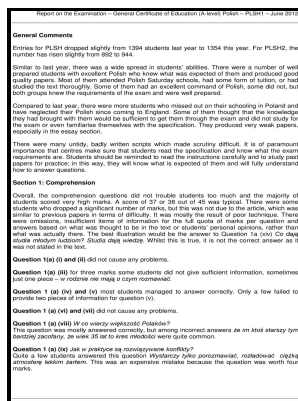 Report on the Examination – General Certificate of Education (A-level) Polish – PLSH1 – June 2012
General Comments
Entries for PLSH1 dropped slightly from 1394 students last year to 1354 this year. For PLSH2, the
number has risen slightly from 892 to 944.
Similar to last year, there was a wide spread in students' abilities. There were a number of well
prepared students with excellent Polish who knew what was expected of them and produced good
quality papers. Most of them attended Polish Saturday schools, had some form of tuition, or had
studied the text thoroughly. Some of them had an excellent command of Polish, some did not, but
both groups knew the requirements of the exam and were well prepared.
Compared to last year, there were more students who missed out on their schooling in Poland and
have neglected their Polish since coming to England. Some of them thought that the knowledge
they had brought with them would be sufficient to get them through the exam and did not study for
the exam or even familiarise themselves with the specification. They produced very weak papers,
especially in the essay section.
There were many untidy, badly written scripts which needed much scrutiny. It is of paramount
importance that centres make sure that students read the specification and know what the exam
requirements are. Students should be reminded to read the instructions carefully and to study past
papers for practice; in this way, they will know what is expected of them and will fully understand
how to answer questions.
Section 1: Comprehension
Overall, the comprehension questions did not trouble students too much and the majority of
students scored very high marks. A score of 37 or 38 out of 45 was typical. There were some
students who dropped a significant number of marks, but this was not due to the article, which was
similar to previous papers in terms of difficulty. It was mostly the result of poor technique. There
were omissions, insufficient items of information for the full quota of marks per question and
answers based on what was thought to be in the text or students' personal opinions, rather than
what was actually there. The best illustration would be the answer to Question 1a (iv) Co dają
studia młodym ludziom? Studia dają wiedzę. Whilst this is true, it is not the correct answer as it
was not stated in the text.
Question 1(a) (i) and (ii) did not cause any problems.
Question 1(a) (iii) for three marks some students did not give sufficient information, sometimes
just one piece – w rodzinie nie mają o czym rozmawiać.
Question 1 (a) (iv) and (v) most students managed to answer correctly. Only a few failed to
provide two pieces of information for question (v).
Question 1 (a) (vi) and (vii) did not cause any problems.
Question 1 (a) (viii) W co wierzy większość Polaków?
This question was mostly answered correctly, but among incorrect answers że im ktoś starszy tym
bardziej zacofany, że wiek 35 lat to kres młodości were quite common.
Question 1 (a) (ix) Jak w praktyce są rozwiązywane konflikty?
Quite a few students answered this question Wystarczy tylko porozmawiać, rozładować ciężką
atmosferę lekkim żartem. This was an expensive mistake because the question was worth four
marks.